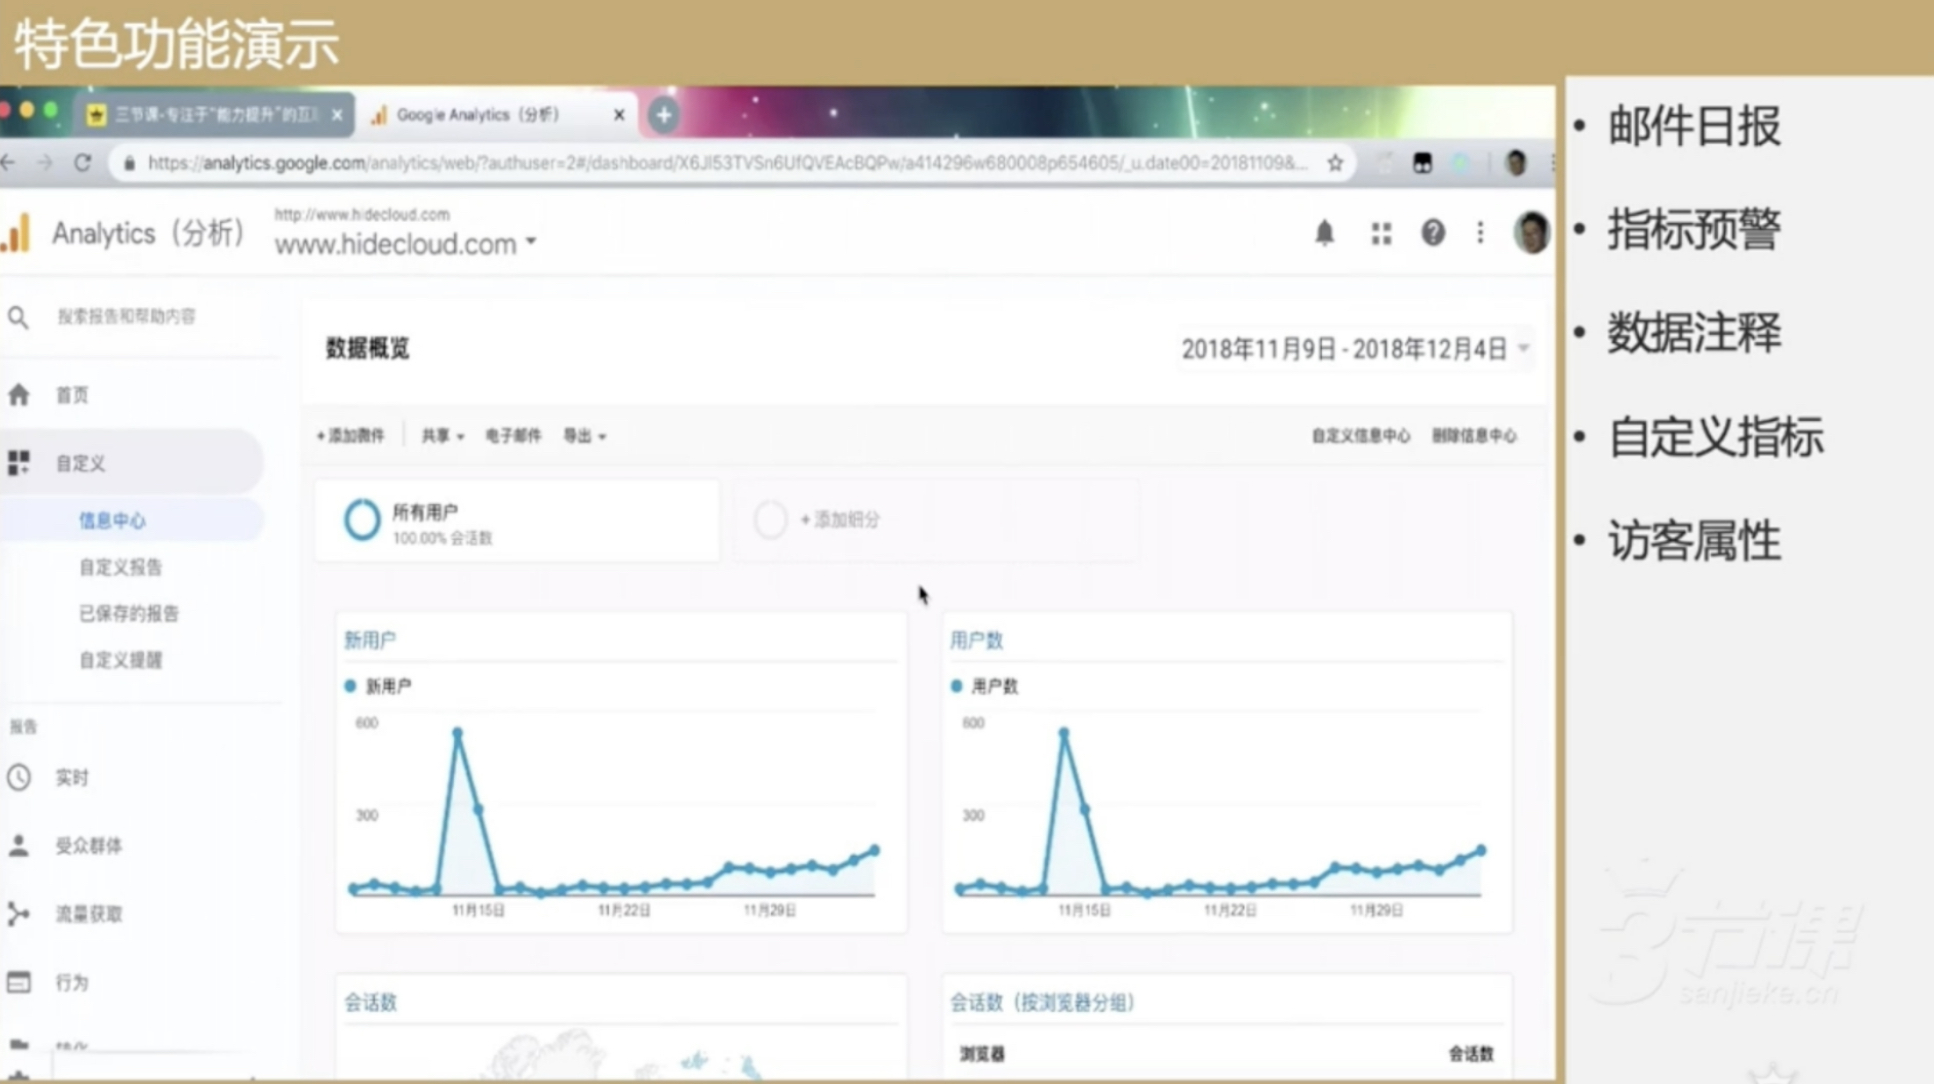 特色功能演示
三节课-专注于“能力提升”的互
Google Analytics（分析）
https://analytics.google.com/analytics/web/?authuser=2#/dashboard/X6JI53TVSn6UfQVEAcBQPw/a414296w680008p654605/_u.date00=20181109&...
Analytics（分析）
http://www.hidecloud.com
www.hidecloud.com
搜索报告和帮助内容
首页
自定义
信息中心
自定义报告
已保存的报告
自定义提醒
报告
实时
受众群体
流量获取
行为
转化
数据概览
2018年11月9日 - 2018年12月4日
+ 添加微件 共享 电子邮件 导出
自定义信息中心 删除信息中心
所有用户
100.00% 会话数
+ 添加细分
新用户
新用户
600
300
11月15日 11月22日 11月29日
用户数
用户数
600
300
11月15日 11月22日 11月29日
会话数
会话数（按浏览器分组）
浏览器 会话数
• 邮件日报
• 指标预警
• 数据注释
• 自定义指标
• 访客属性
3节课
sanjieke.cn